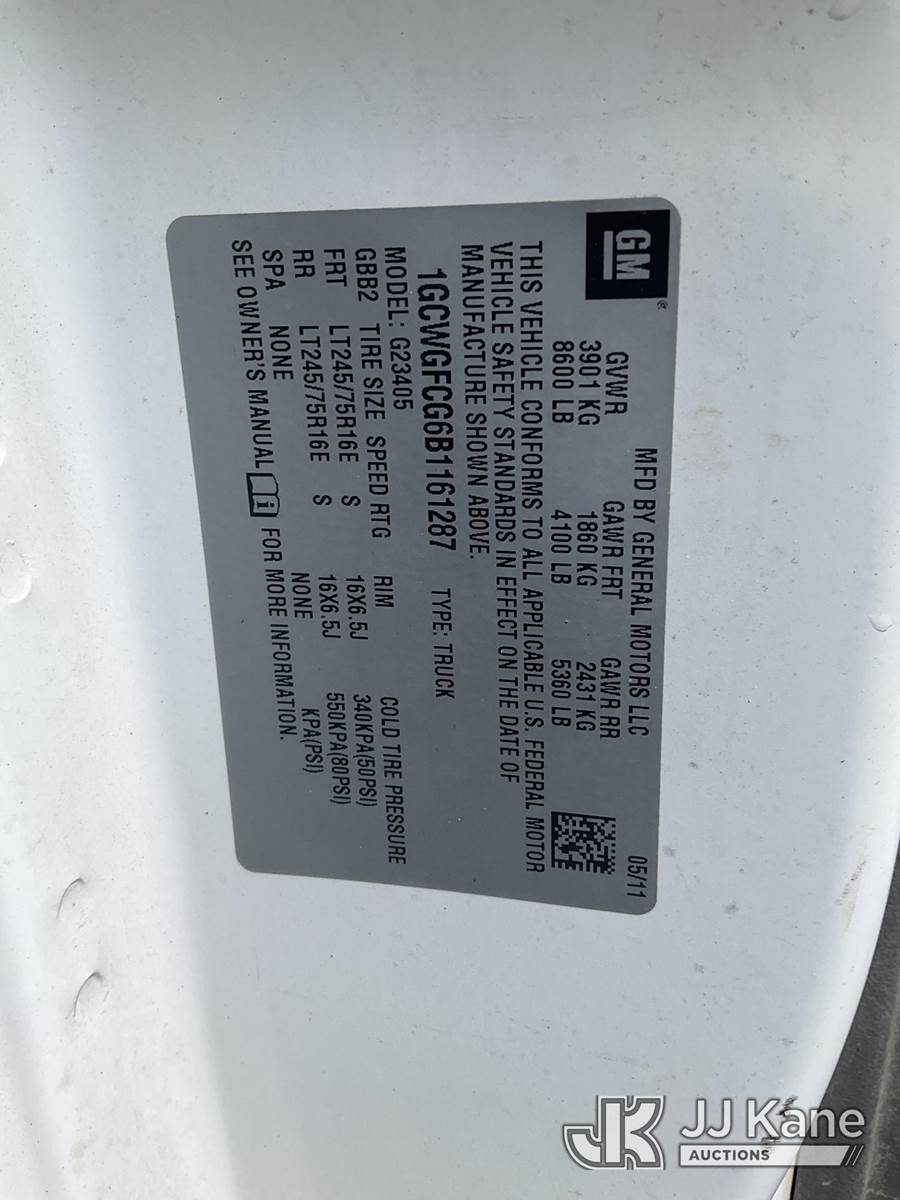 MFD BY GENERAL MOTORS LLC 05/11
GM ®
GVWR GAWR FRT GAWR RR
3901 KG 1860 KG 2431 KG
8600 LB 4100 LB 5360 LB
THIS VEHICLE CONFORMS TO ALL APPLICABLE U.S. FEDERAL MOTOR
VEHICLE SAFETY STANDARDS IN EFFECT ON THE DATE OF
MANUFACTURE SHOWN ABOVE.
1GCWGFCG6B1161287 TYPE: TRUCK
MODEL: G23405
GBB2 TIRE SIZE SPEED RTG RIM COLD TIRE PRESSURE
FRT LT245/75R16E S 16X6.5J 340KPA(50PSI)
RR LT245/75R16E S 16X6.5J 550KPA(80PSI)
SPA NONE NONE KPA(PSI)
SEE OWNER'S MANUAL FOR MORE INFORMATION.
JK JJ Kane
AUCTIONS